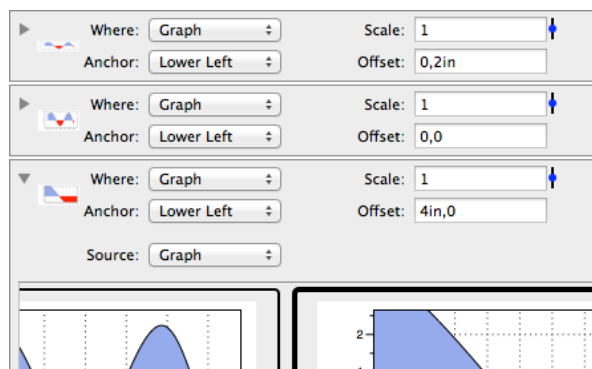 Where: Graph Scale: 1
Anchor: Lower Left Offset: 0,2in
Where: Graph Scale: 1
Anchor: Lower Left Offset: 0,0
Where: Graph Scale: 1
Anchor: Lower Left Offset: 4in,0
Source: Graph
2